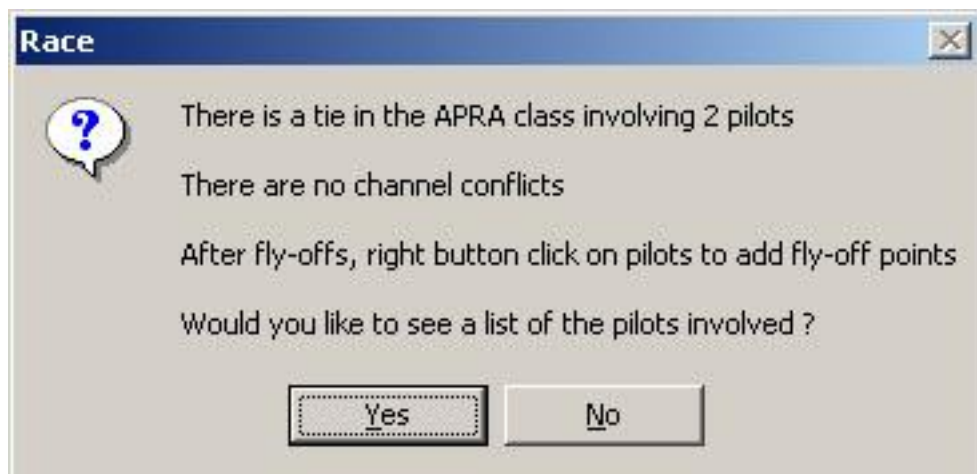 Race
There is a tie in the APRA class involving 2 pilots
There are no channel conflicts
After fly-offs, right button click on pilots to add fly-off points
Would you like to see a list of the pilots involved ?
Yes No